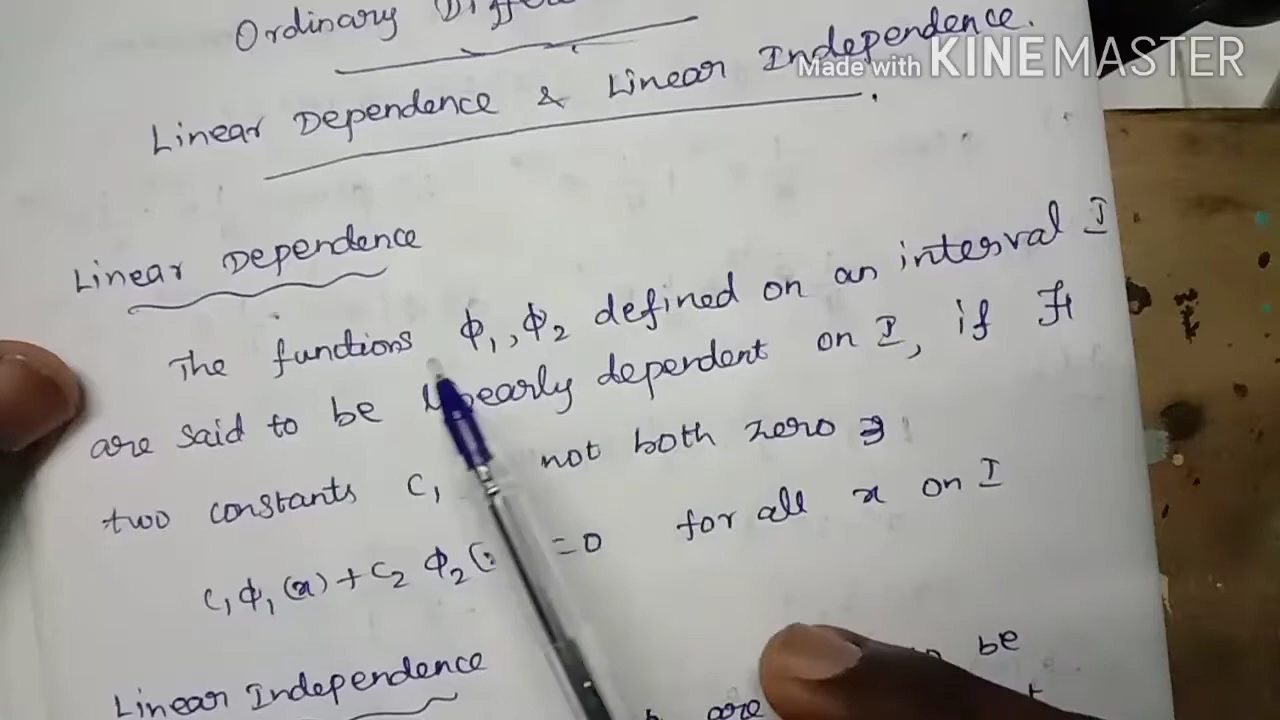 Ordinary
Made with KINEMASTER
Linear Dependence & Linear Independence.
Linear Dependence
The functions ϕ₁, ϕ₂ defined on an interval I
are said to be linearly dependent on I, if
two constants C₁ not both zero ∋
C₁ϕ₁(x) + C₂ ϕ₂( =0 for all x on I
Linear Independence
be
are